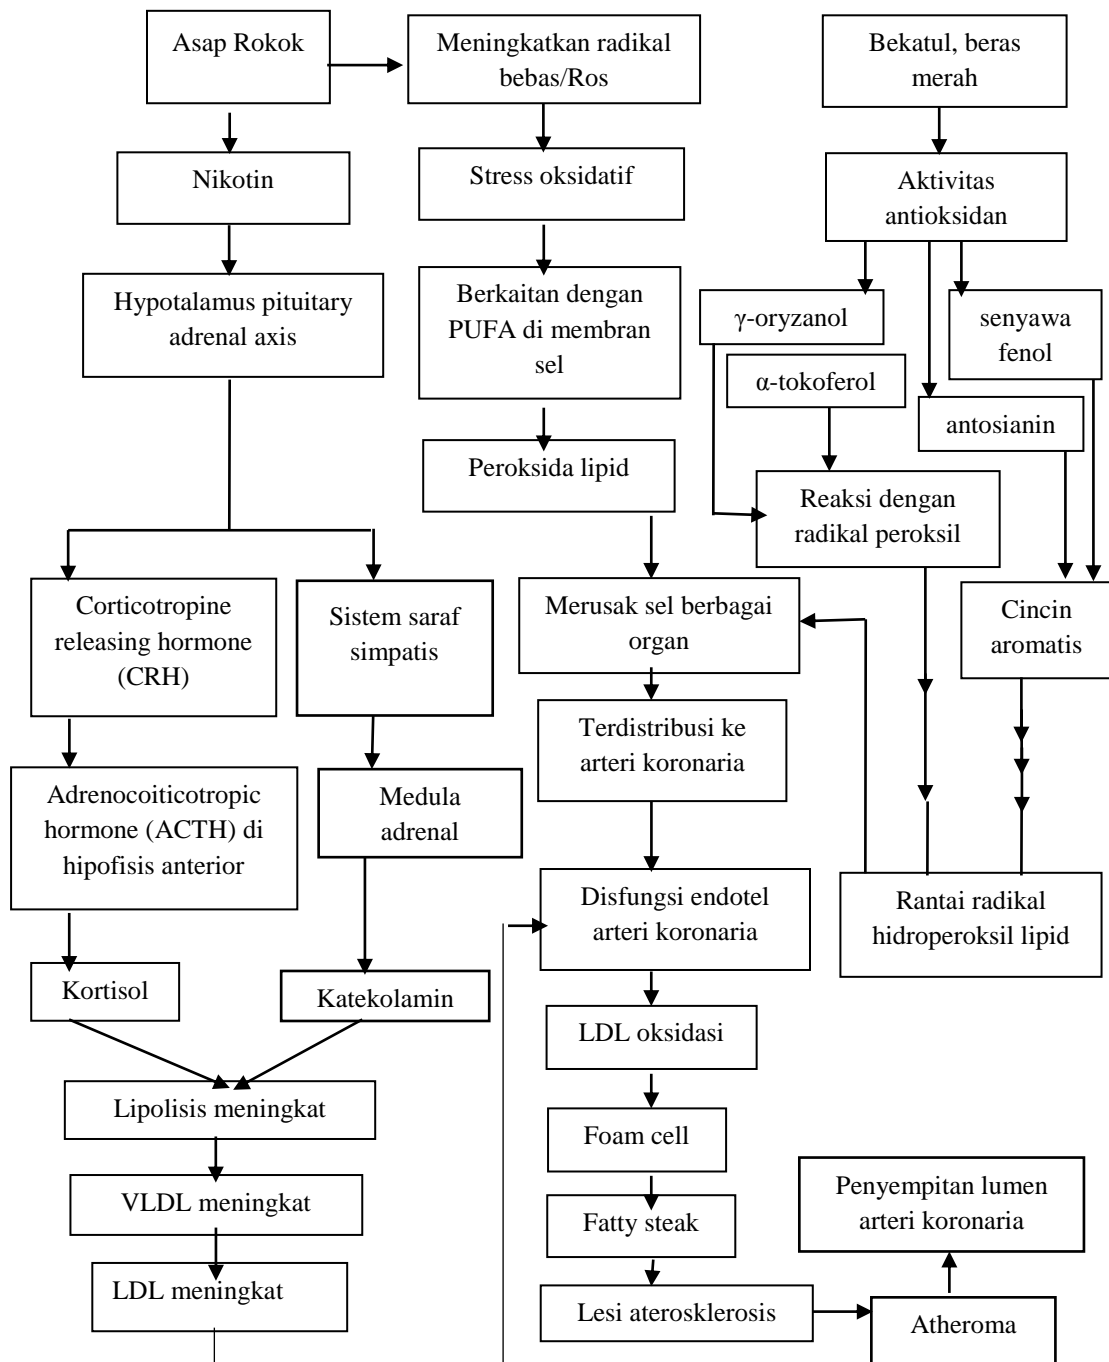 Asap Rokok
Meningkatkan radikal
bebas/Ros
Bekatul, beras
merah
Nikotin
Stress oksidatif
Aktivitas
antioksidan
Hypotalamus pituitary
adrenal axis
Berkaitan dengan
PUFA di membran
sel
γ-oryzanol
senyawa
fenol
α-tokoferol
antosianin
Peroksida lipid
Reaksi dengan
radikal peroksil
Corticotropine
releasing hormone
(CRH)
Sistem saraf
simpatis
Merusak sel berbagai
organ
Cincin
aromatis
Terdistribusi ke
arteri koronaria
Adrenocoiticotropic
hormone (ACTH) di
hipofisis anterior
Medula
adrenal
Disfungsi endotel
arteri koronaria
Rantai radikal
hidroperoksil lipid
Kortisol
Katekolamin
LDL oksidasi
Lipolisis meningkat
Foam cell
VLDL meningkat
Fatty steak
Penyempitan lumen
arteri koronaria
LDL meningkat
Lesi aterosklerosis
Atheroma